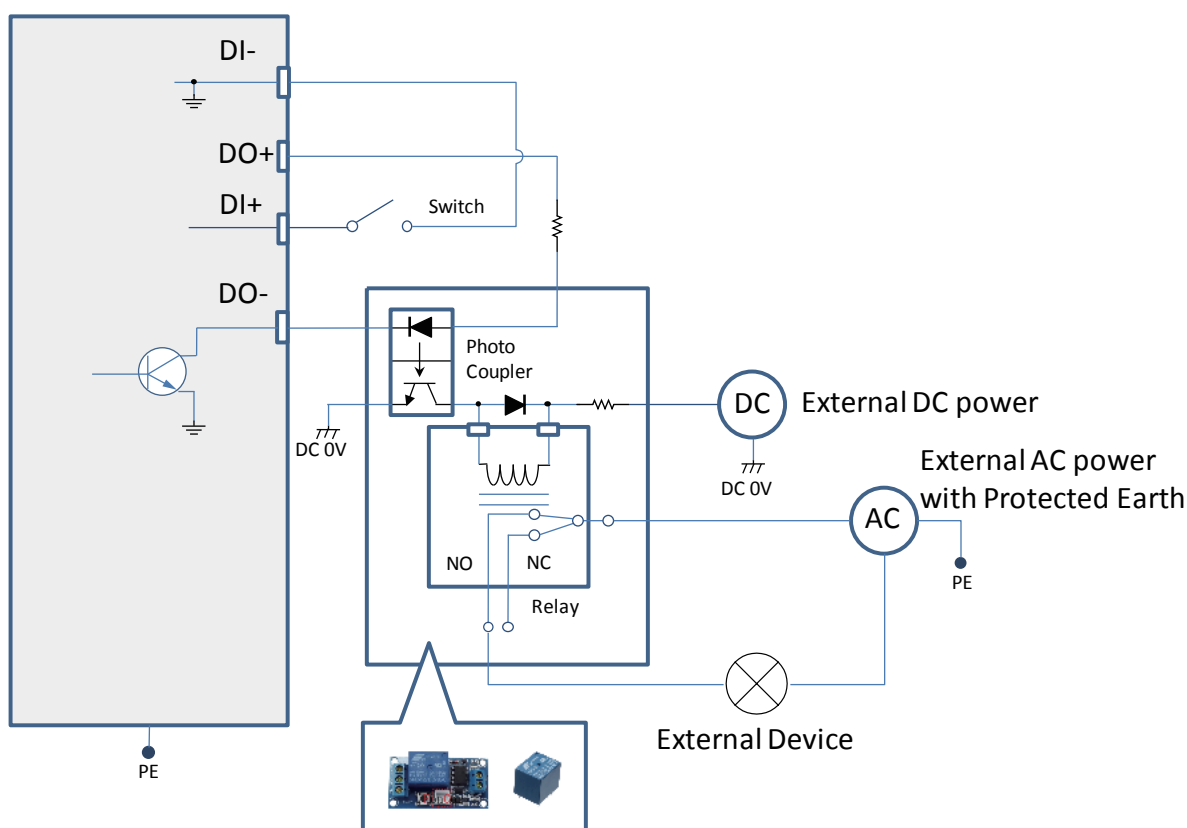 DI-
DO+
DI+
Switch
DO-
Photo
Coupler
DC
External DC power
DC 0V
DC 0V
External AC power
with Protected Earth
AC
NO
NC
PE
Relay
External Device
PE